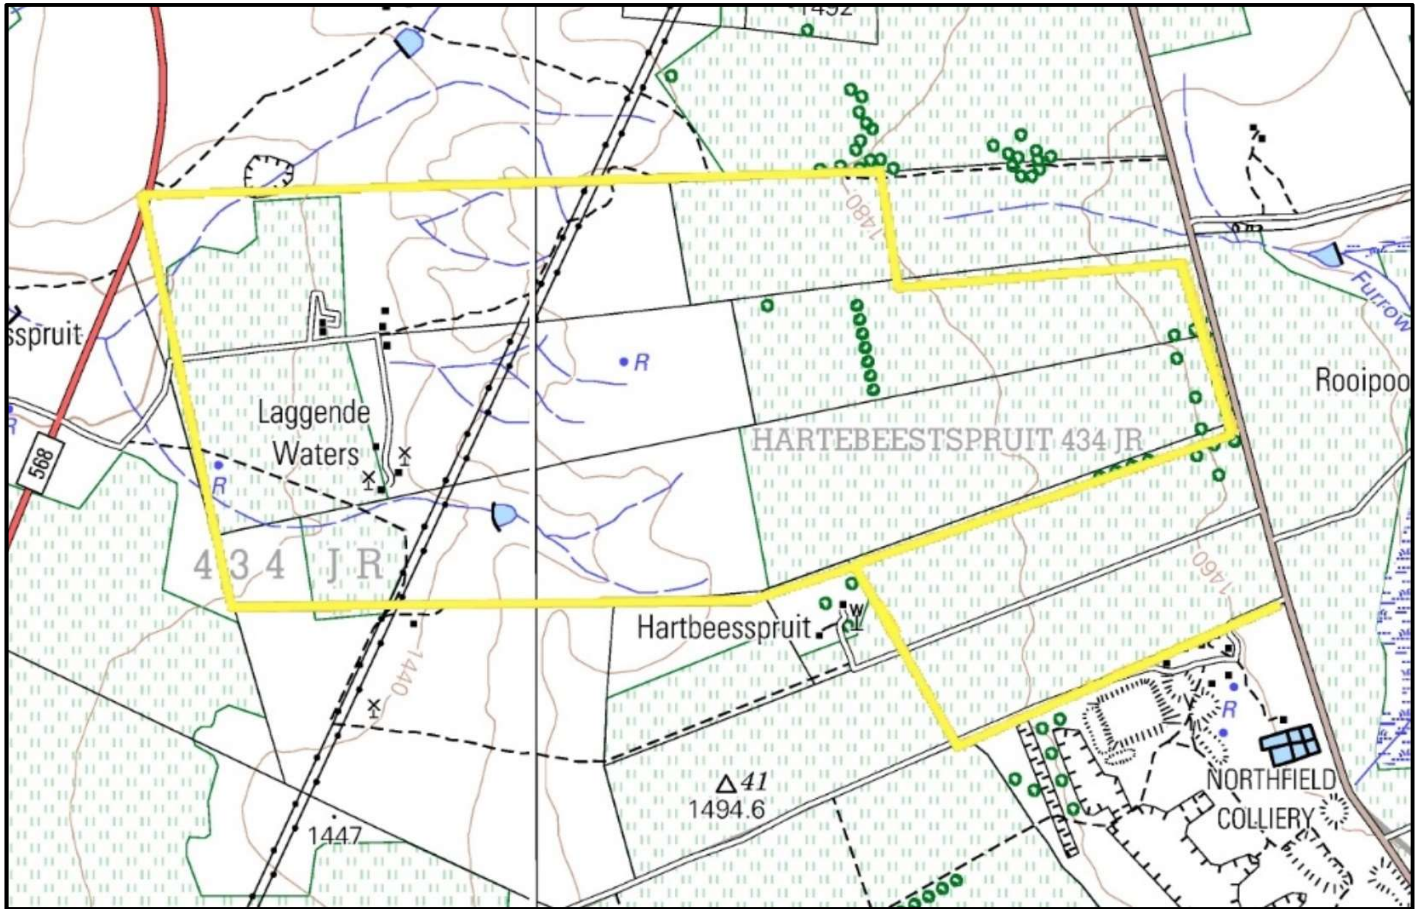 1492
1480
Furrow
sspruit
R
Rooipoo
Laggende
Waters
HARTEBEESTSPRUIT 434 JR
R
568
R
434 JR
1460
Hartbeesspruit
W
1440
R
41
1494.6
NORTHFIELD
COLLIERY
1447